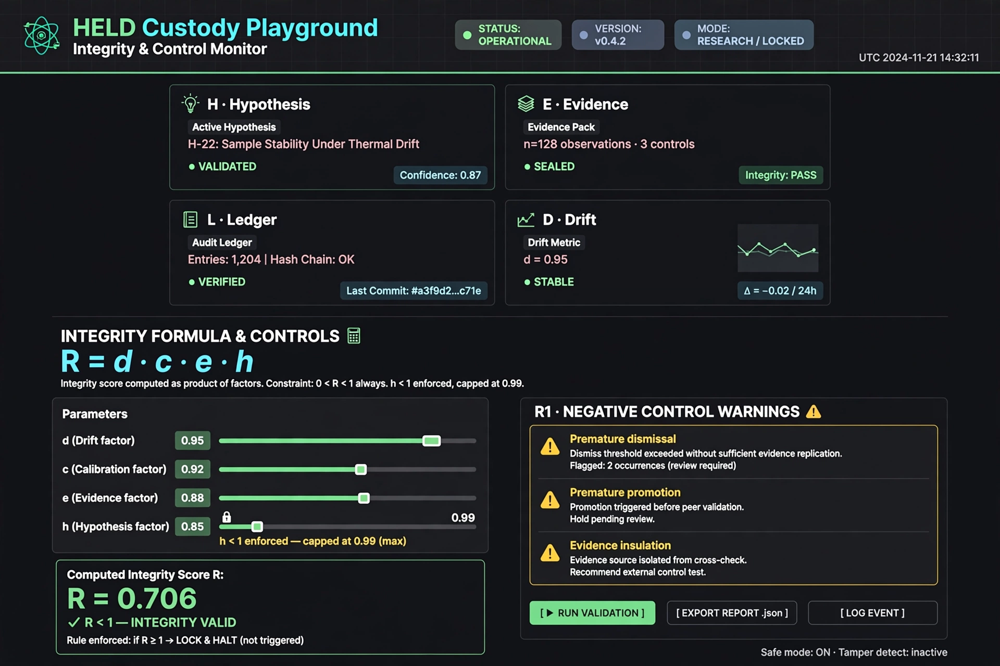 HELD Custody Playground
Integrity & Control Monitor
STATUS:
OPERATIONAL
VERSION:
v0.4.2
MODE:
RESEARCH / LOCKED
UTC 2024-11-21 14:32:11
H · Hypothesis
Active Hypothesis
H-22: Sample Stability Under Thermal Drift
● VALIDATED
Confidence: 0.87
E · Evidence
Evidence Pack
n=128 observations · 3 controls
● SEALED
Integrity: PASS
L · Ledger
Audit Ledger
Entries: 1,204 | Hash Chain: OK
● VERIFIED
Last Commit: #a3f9d2...c71e
D · Drift
Drift Metric
d = 0.95
● STABLE
Δ = −0.02 / 24h
INTEGRITY FORMULA & CONTROLS
R = d · c · e · h
Integrity score computed as product of factors. Constraint: 0 < R < 1 always. h < 1 enforced, capped at 0.99.
Parameters
d (Drift factor) 0.95
c (Calibration factor) 0.92
e (Evidence factor) 0.88
h (Hypothesis factor) 0.85
0.99
h < 1 enforced — capped at 0.99 (max)
Computed Integrity Score R:
R = 0.706
✓ R < 1 — INTEGRITY VALID
Rule enforced: if R ≥ 1 → LOCK & HALT (not triggered)
R1 · NEGATIVE CONTROL WARNINGS
Premature dismissal
Dismiss threshold exceeded without sufficient evidence replication.
Flagged: 2 occurrences (review required)
Premature promotion
Promotion triggered before peer validation.
Hold pending review.
Evidence insulation
Evidence source isolated from cross-check.
Recommend external control test.
[ ▶ RUN VALIDATION ]
[ EXPORT REPORT .json ]
[ LOG EVENT ]
Safe mode: ON · Tamper detect: inactive